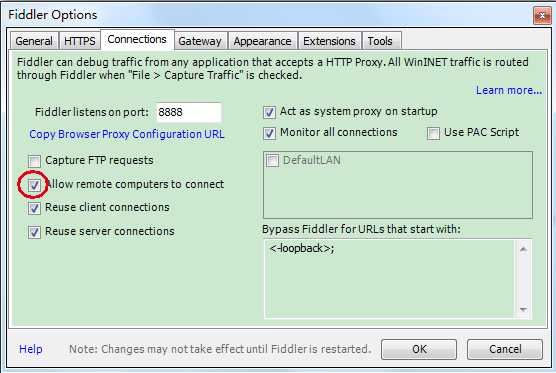 Fiddler Options
General HTTPS Connections Gateway Appearance Extensions Tools
Fiddler can debug traffic from any application that accepts a HTTP Proxy. All WinINET traffic is routed
through Fiddler when "File > Capture Traffic" is checked.
Learn more...
Fiddler listens on port: 8888
Copy Browser Proxy Configuration URL
Capture FTP requests
Allow remote computers to connect
Reuse client connections
Reuse server connections
Act as system proxy on startup
Monitor all connections Use PAC Script
DefaultLAN
Bypass Fiddler for URLs that start with:
<-loopback>;
Help Note: Changes may not take effect until Fiddler is restarted. OK Cancel